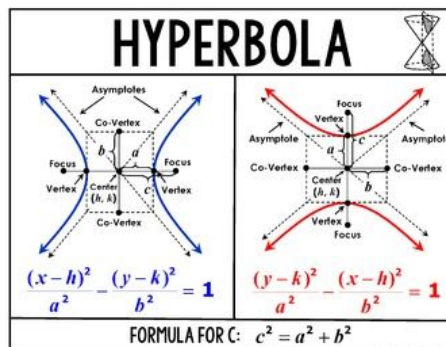 HYPERBOLA
Asymptotes
Co-Vertex
b
a
Focus
Focus
Vertex
Center
(h, k)
c
Vertex
Co-Vertex
(x-h)²/a² - (y-k)²/b² = 1
Focus
Vertex
c
a
Asymptote
Asymptote
Co-Vertex
Co-Vertex
Center
(h, k)
b
Vertex
Focus
(y-k)²/a² - (x-h)²/b² = 1
FORMULA FOR C: c² = a² + b²